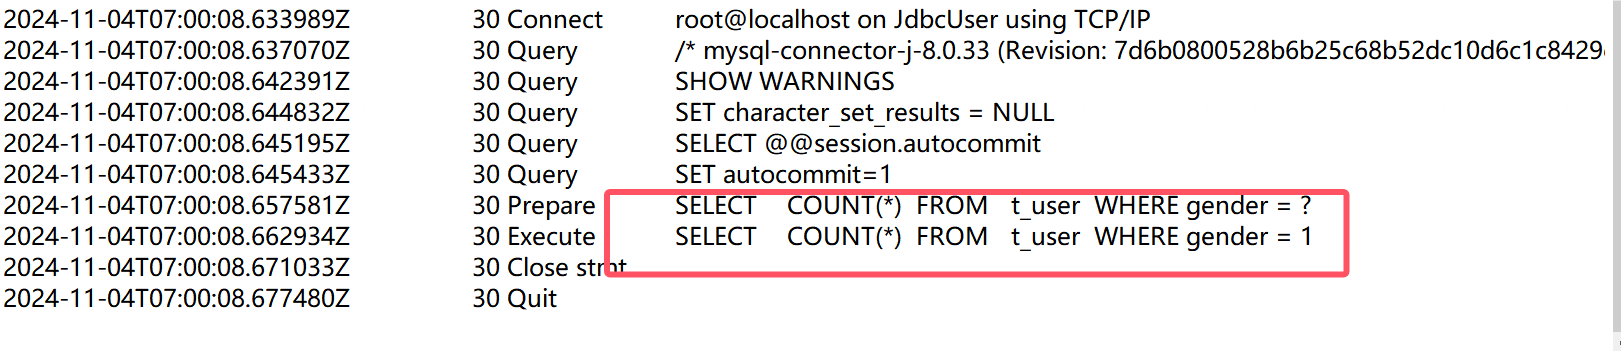 2024-11-04T07:00:08.633989Z 30 Connect root@localhost on JdbcUser using TCP/IP
2024-11-04T07:00:08.637070Z 30 Query /* mysql-connector-j-8.0.33 (Revision: 7d6b0800528b6b25c68b52dc10d6c1c8429
2024-11-04T07:00:08.642391Z 30 Query SHOW WARNINGS
2024-11-04T07:00:08.644832Z 30 Query SET character_set_results = NULL
2024-11-04T07:00:08.645195Z 30 Query SELECT @@session.autocommit
2024-11-04T07:00:08.645433Z 30 Query SET autocommit=1
2024-11-04T07:00:08.657581Z 30 Prepare SELECT COUNT(*) FROM t_user WHERE gender = ?
2024-11-04T07:00:08.662934Z 30 Execute SELECT COUNT(*) FROM t_user WHERE gender = 1
2024-11-04T07:00:08.671033Z 30 Close stmt
2024-11-04T07:00:08.677480Z 30 Quit